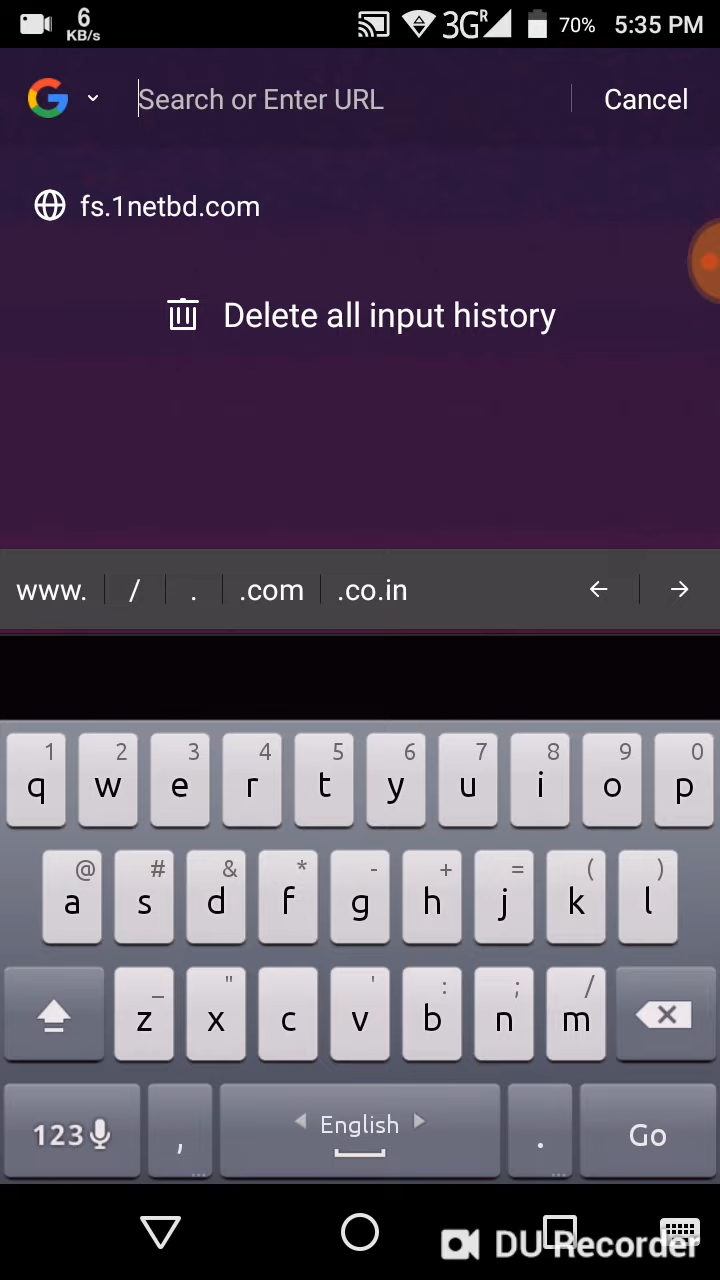 6
KB/s
3G R 70% 5:35 PM
Search or Enter URL Cancel
fs.1netbd.com
Delete all input history
www. / . .com .co.in ← →
1 2 3 4 5 6 7 8 9 0
q w e r t y u i o p
@ # & * - + = ( )
a s d f g h j k l
_ " ' : ; /
z x c v b n m
123 , English . Go
DU Recorder